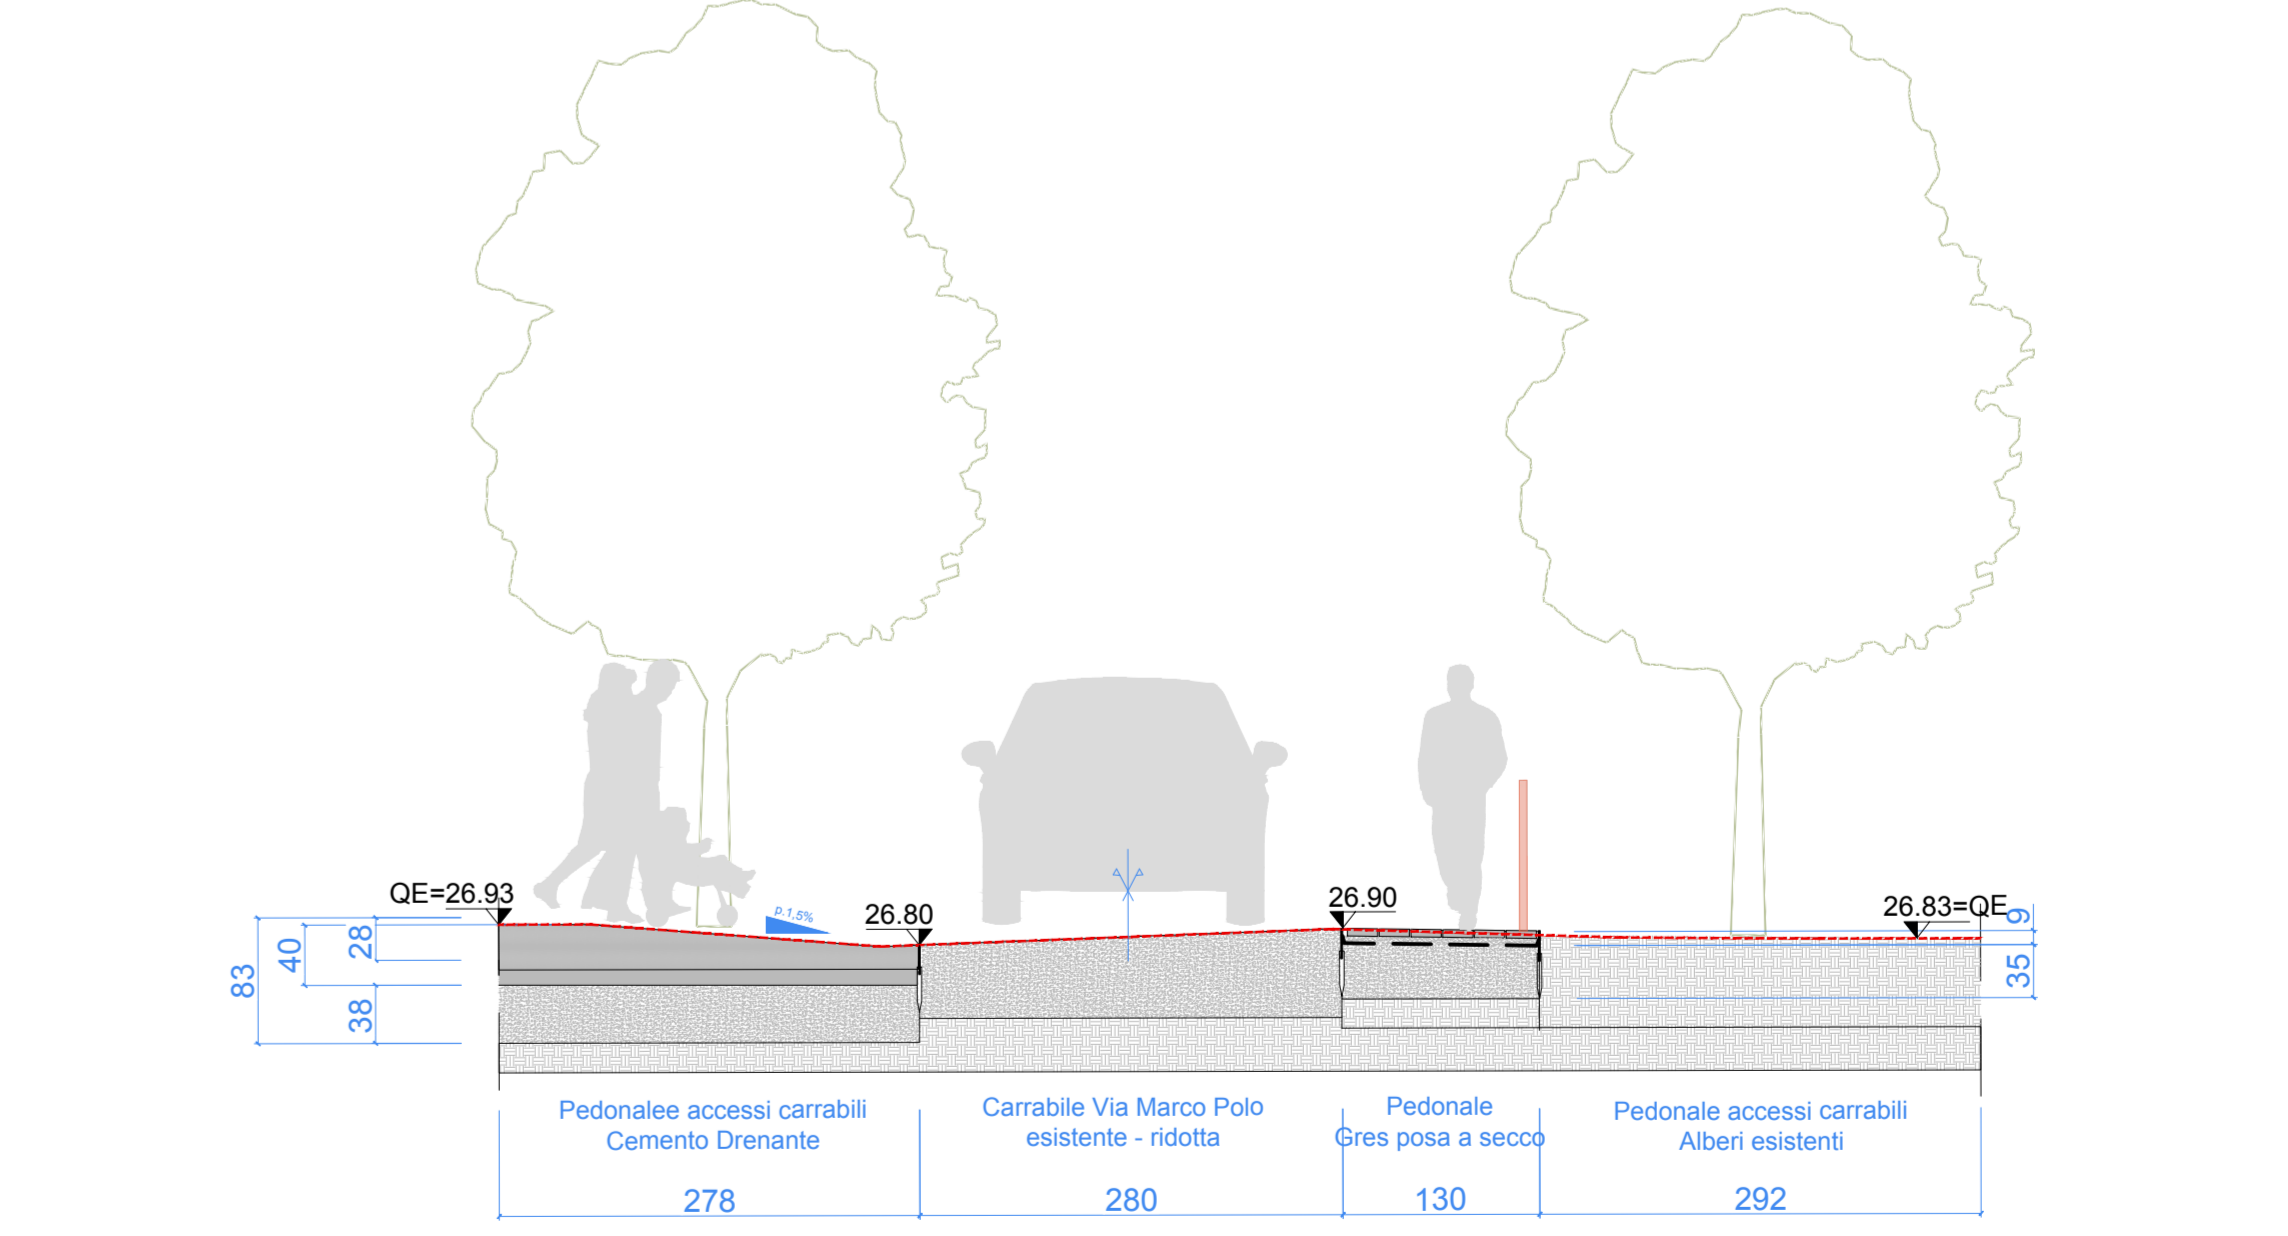 QE=26.93
p.1,5%
26.80
26.90
26.83=QE
9
28
40
83
35
38
Pedonalee accessi carrabili
Cemento Drenante
Carrabile Via Marco Polo
esistente - ridotta
Pedonale
Gres posa a secco
Pedonale accessi carrabili
Alberi esistenti
278
280
130
292